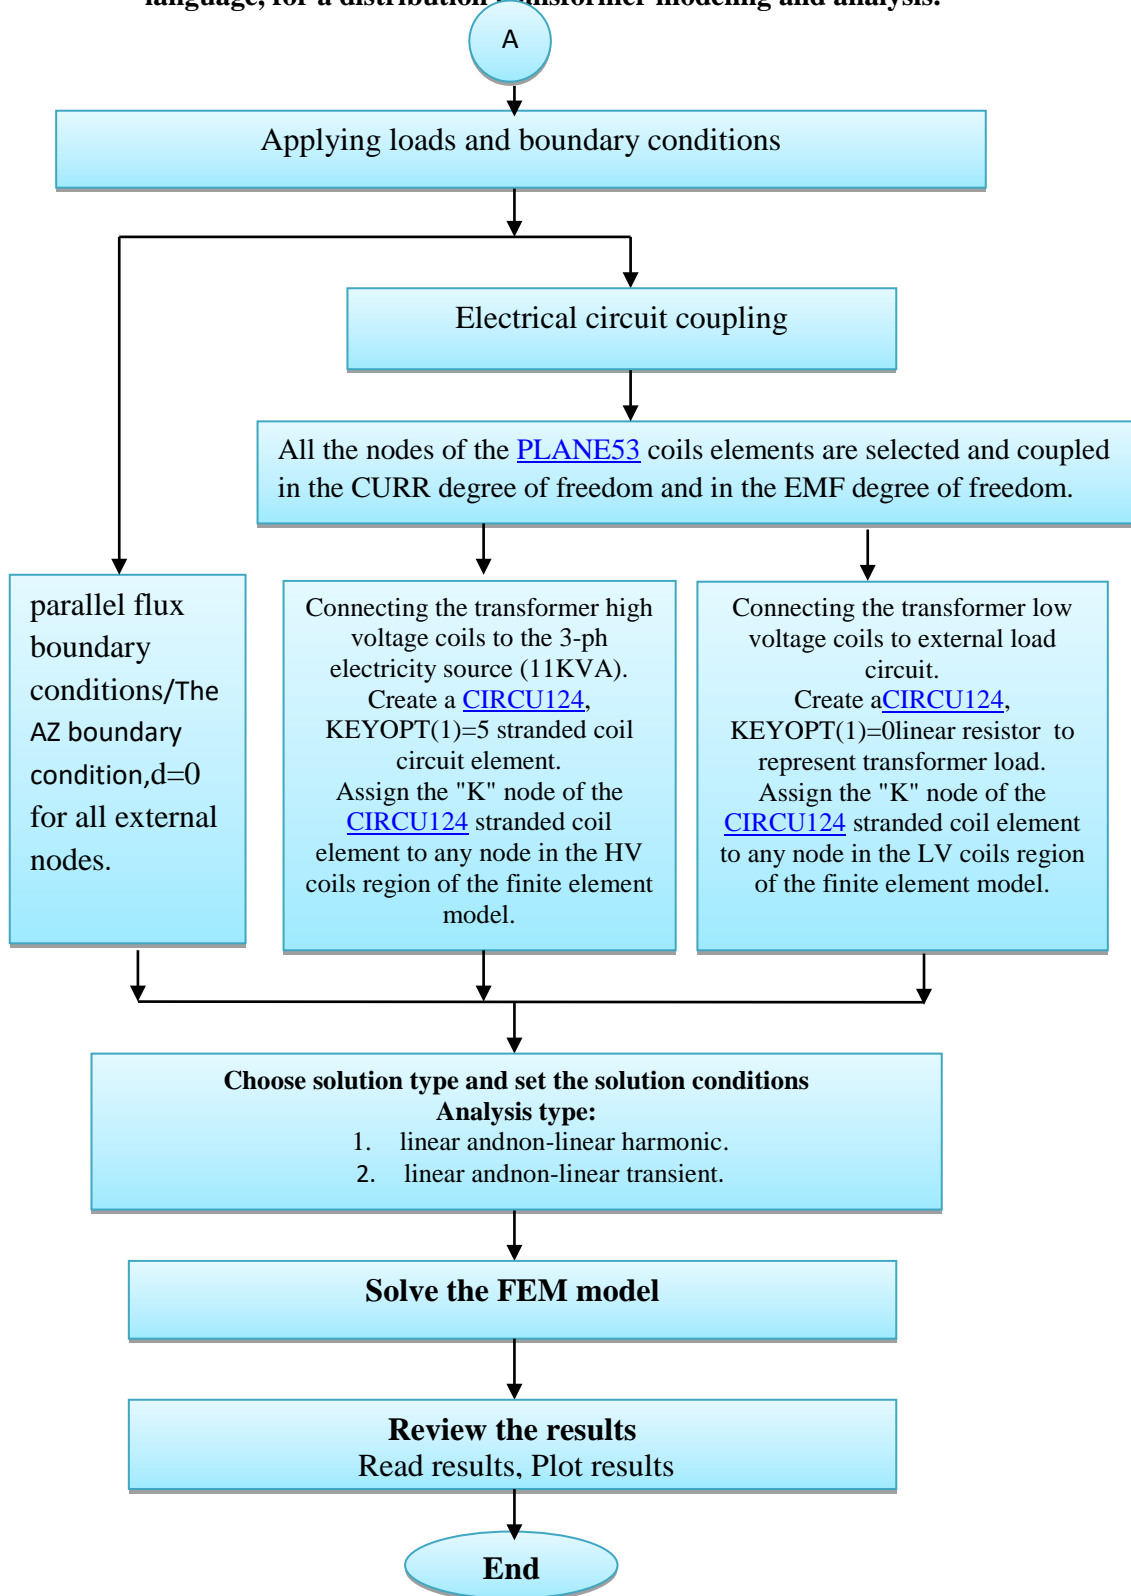 language, for a distribution transformer modeling and analysis.
A
Applying loads and boundary conditions
Electrical circuit coupling
All the nodes of the PLANE53 coils elements are selected and coupled
in the CURR degree of freedom and in the EMF degree of freedom.
parallel flux
boundary
conditions/The
AZ boundary
condition,d=0
for all external
nodes.
Connecting the transformer high
voltage coils to the 3-ph
electricity source (11KVA).
Create a CIRCU124,
KEYOPT(1)=5 stranded coil
circuit element.
Assign the "K" node of the
CIRCU124 stranded coil
element to any node in the HV
coils region of the finite element
model.
Connecting the transformer low
voltage coils to external load
circuit.
Create aCIRCU124,
KEYOPT(1)=0linear resistor to
represent transformer load.
Assign the "K" node of the
CIRCU124 stranded coil element
to any node in the LV coils region
of the finite element model.
Choose solution type and set the solution conditions
Analysis type:
1. linear andnon-linear harmonic.
2. linear andnon-linear transient.
Solve the FEM model
Review the results
Read results, Plot results
End